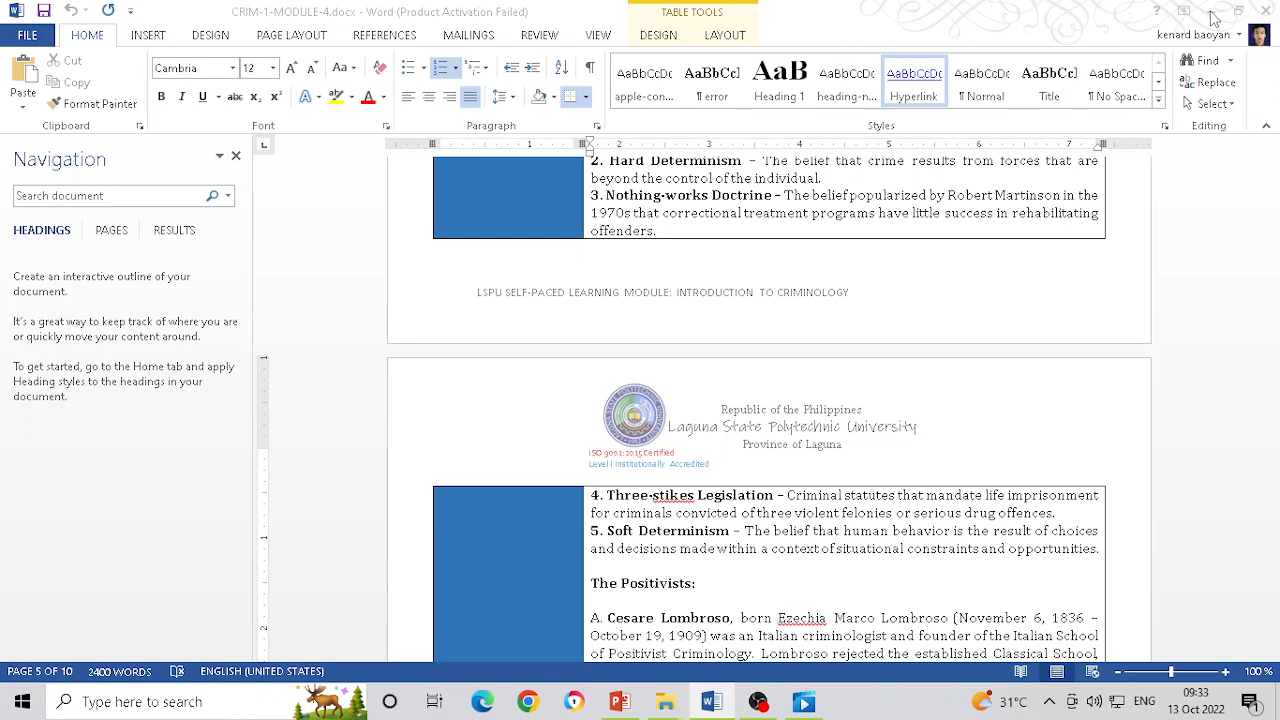 CRIM-1-MODULE-4.docx - Word (Product Activation Failed)
TABLE TOOLS
FILE HOME INSERT DESIGN PAGE LAYOUT REFERENCES MAILINGS REVIEW VIEW DESIGN LAYOUT kenard baoyan
Paste Cut Copy Format Painter
Clipboard
Cambria 12
Font
Paragraph
AaBbCcDc AaBbCcI AaB AaBbCcDc AaBbCcDc AaBbCcDc AaBbCcI AaBbCcDc
apple-con... ¶ error Heading 1 heading-n... Hyperlink ¶ Normal Title ¶ No Spac...
Styles
Find
Replace
Select
Editing
Navigation
Search document
HEADINGS PAGES RESULTS
Create an interactive outline of your
document.
It's a great way to keep track of where you are
or quickly move your content around.
To get started, go to the Home tab and apply
Heading styles to the headings in your
document.
1 2 3 4 5 6 7
2. Hard Determinism – The belief that crime results from forces that are
beyond the control of the individual.
3. Nothing-works Doctrine – The belief popularized by Robert Martinson in the
1970s that correctional treatment programs have little success in rehabilitating
offenders.
LSPU SELF-PACED LEARNING MODULE: INTRODUCTION TO CRIMINOLOGY
Republic of the Philippines
Laguna State Polytechnic University
Province of Laguna
ISO 9001:2015 Certified
Level I Institutionally Accredited
4. Three-stikes Legislation – Criminal statutes that mandate life imprisonment
for criminals convicted of three violent felonies or serious drug offences.
5. Soft Determinism – The belief that human behavior is the result of choices
and decisions made within a context of situational constraints and opportunities.
The Positivists:
A. Cesare Lombroso, born Ezechia Marco Lombroso (November 6, 1836 –
October 19, 1909) was an Italian criminologist and founder of the Italian School
of Positivist Criminology. Lombroso rejected the established Classical School,
PAGE 5 OF 10 2400 WORDS ENGLISH (UNITED STATES) 100 %
Type here to search
31°C ENG
09:33
13 Oct 2022